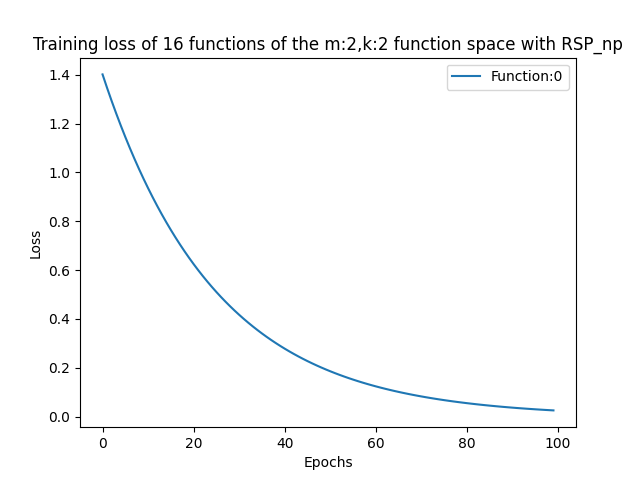 Training loss of 16 functions of the m:2,k:2 function space with RSP_np
Function:0
Loss
1.4
1.2
1.0
0.8
0.6
0.4
0.2
0.0
0 20 40 60 80 100
Epochs